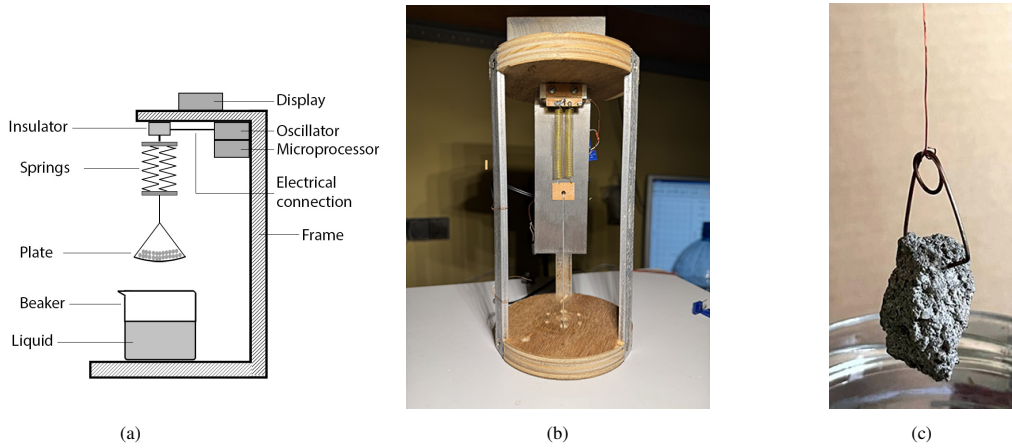 Display
Insulator
Oscillator
Microprocessor
Springs
Electrical
connection
Frame
Plate
Beaker
Liquid
(a)
(b)
(c)